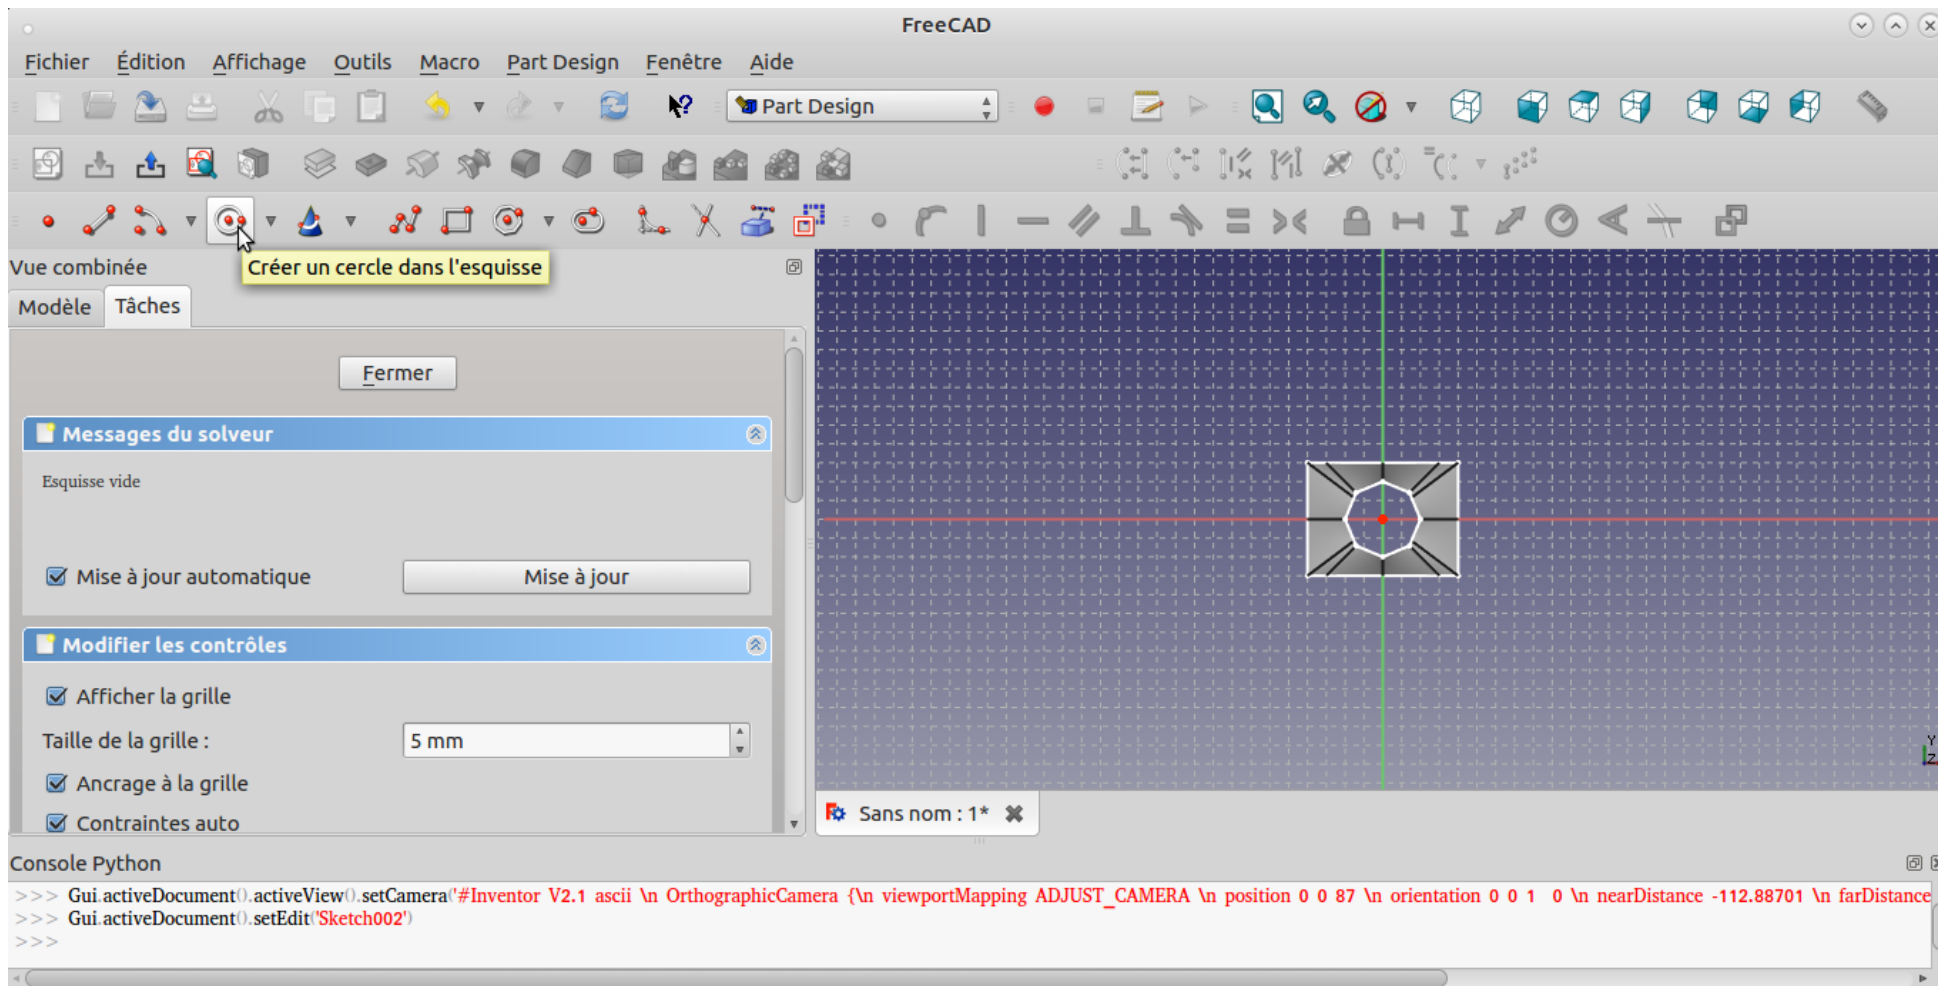 FreeCAD
Fichier Édition Affichage Outils Macro Part Design Fenêtre Aide
Part Design
Vue combinée
Créer un cercle dans l'esquisse
Modèle Tâches
Fermer
Messages du solveur
Esquisse vide
Mise à jour automatique Mise à jour
Modifier les contrôles
Afficher la grille
Taille de la grille : 5 mm
Ancrage à la grille
Contraintes auto
Y
Z
Sans nom : 1*
Console Python
>>> Gui.activeDocument().activeView().setCamera('#Inventor V2.1 ascii \n OrthographicCamera {\n viewportMapping ADJUST_CAMERA \n position 0 0 87 \n orientation 0 0 1 0 \n nearDistance -112.88701 \n farDistance
>>> Gui.activeDocument().setEdit('Sketch002')
>>>